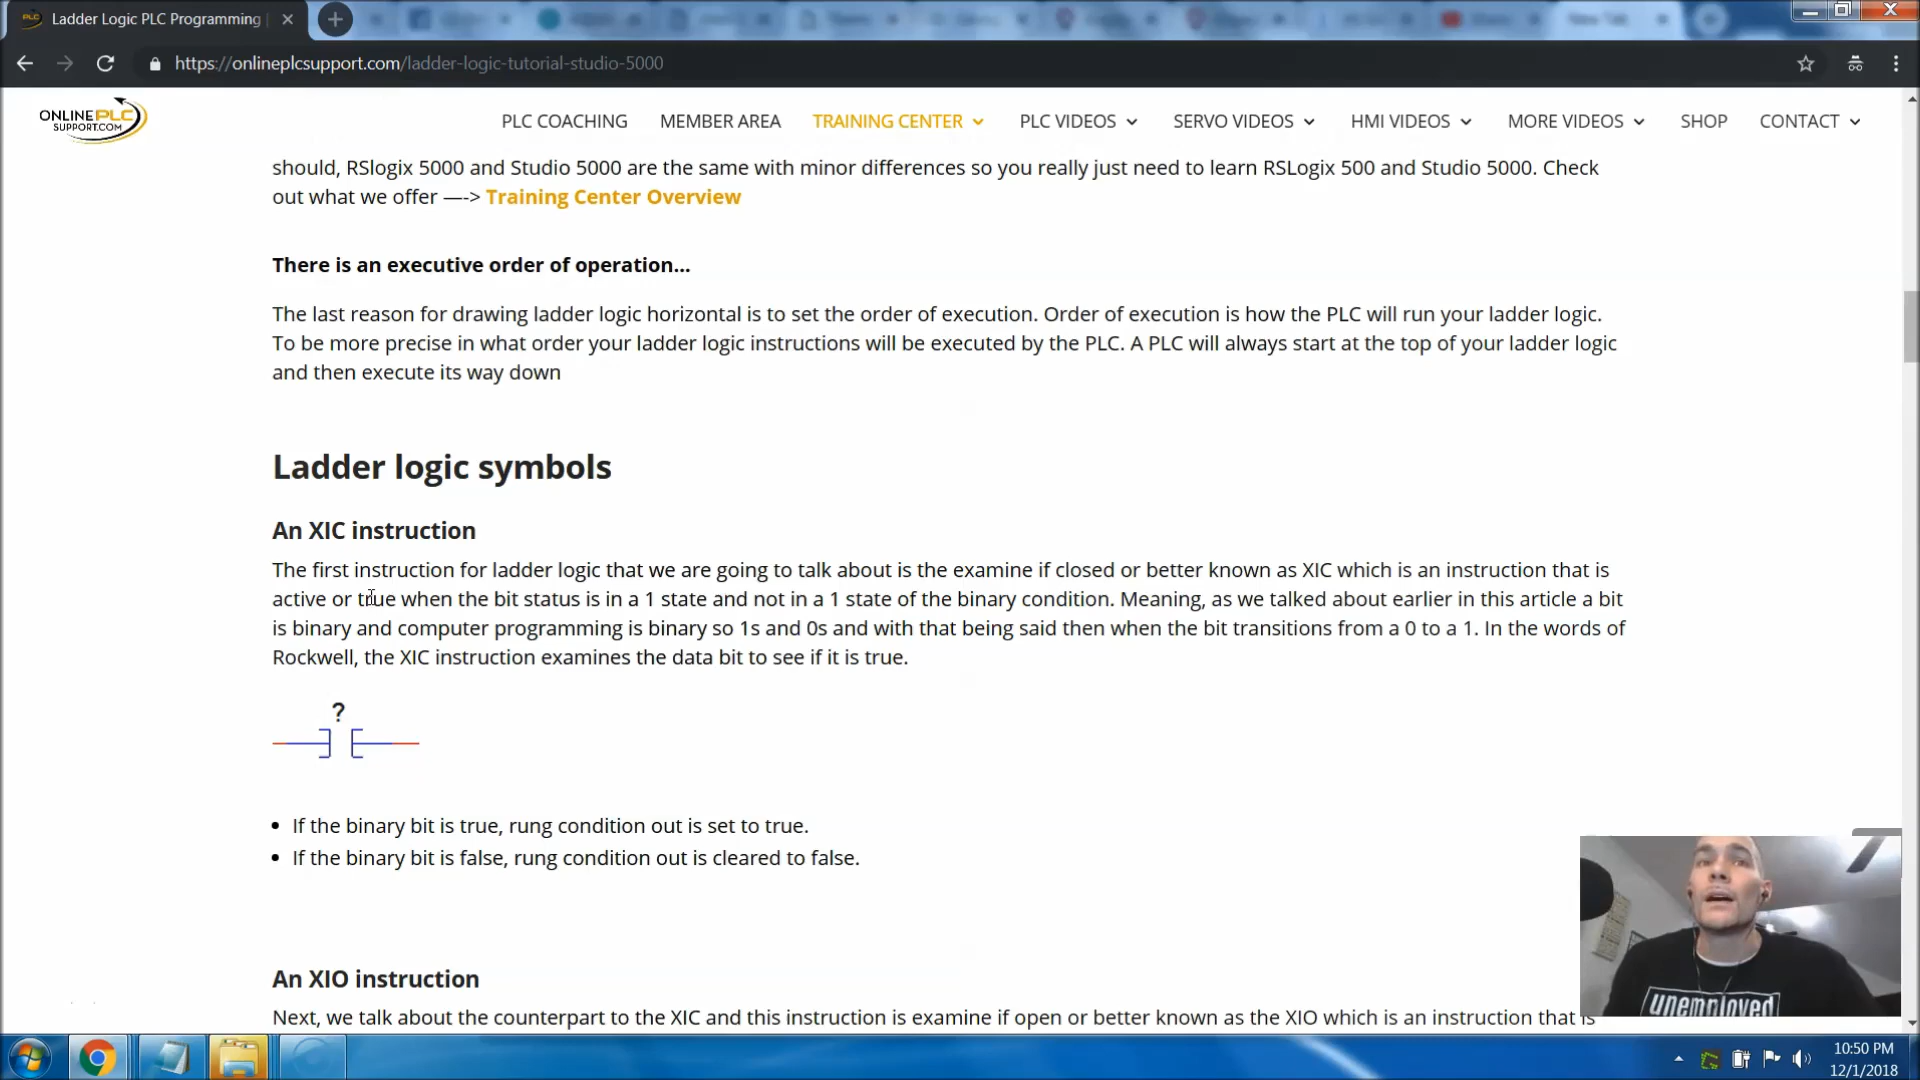 Ladder Logic PLC Programming |
https://onlineplcsupport.com/ladder-logic-tutorial-studio-5000
ONLINEPLC
SUPPORT.COM
PLC COACHING MEMBER AREA TRAINING CENTER PLC VIDEOS SERVO VIDEOS HMI VIDEOS MORE VIDEOS SHOP CONTACT
should, RSlogix 5000 and Studio 5000 are the same with minor differences so you really just need to learn RSLogix 500 and Studio 5000. Check
out what we offer —-> Training Center Overview
There is an executive order of operation…
The last reason for drawing ladder logic horizontal is to set the order of execution. Order of execution is how the PLC will run your ladder logic.
To be more precise in what order your ladder logic instructions will be executed by the PLC. A PLC will always start at the top of your ladder logic
and then execute its way down
Ladder logic symbols
An XIC instruction
The first instruction for ladder logic that we are going to talk about is the examine if closed or better known as XIC which is an instruction that is
active or true when the bit status is in a 1 state and not in a 1 state of the binary condition. Meaning, as we talked about earlier in this article a bit
is binary and computer programming is binary so 1s and 0s and with that being said then when the bit transitions from a 0 to a 1. In the words of
Rockwell, the XIC instruction examines the data bit to see if it is true.
?
If the binary bit is true, rung condition out is set to true.
If the binary bit is false, rung condition out is cleared to false.
An XIO instruction
Next, we talk about the counterpart to the XIC and this instruction is examine if open or better known as the XIO which is an instruction that is
unemployed
10:50 PM
12/1/2018